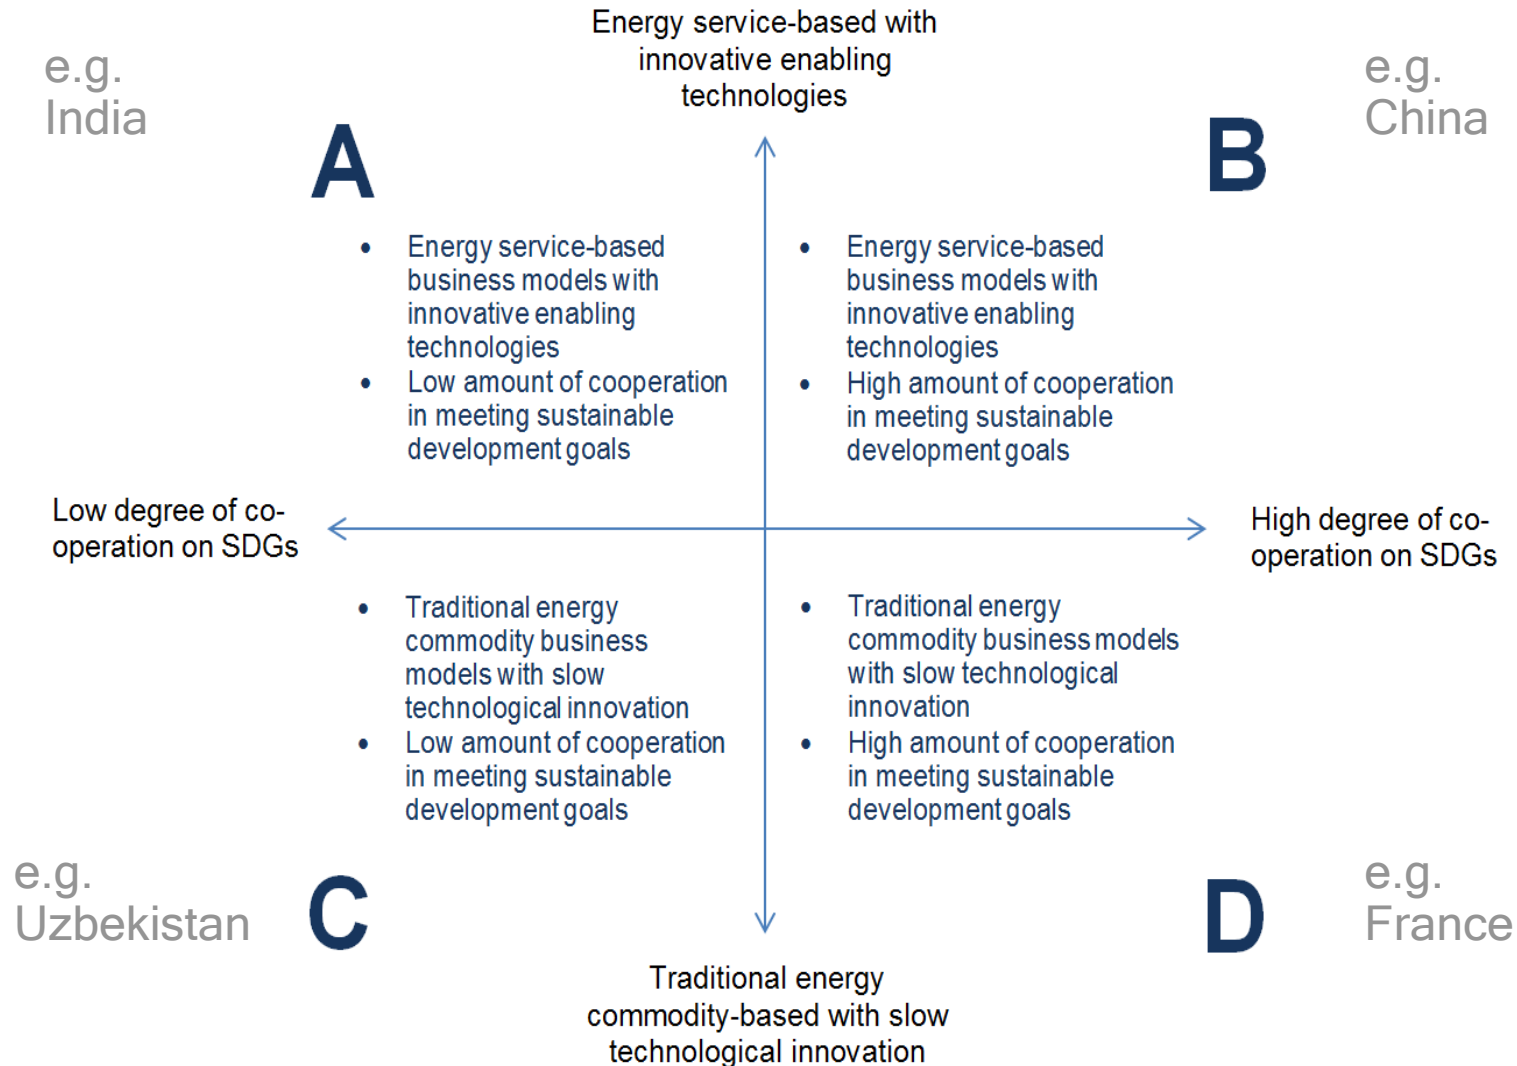 Energy service-based with
innovative enabling
technologies
e.g.
India
e.g.
China
A
B
• Energy service-based
business models with
innovative enabling
technologies
• Low amount of cooperation
in meeting sustainable
development goals
• Energy service-based
business models with
innovative enabling
technologies
• High amount of cooperation
in meeting sustainable
development goals
Low degree of co-
operation on SDGs
High degree of co-
operation on SDGs
• Traditional energy
commodity business
models with slow
technological innovation
• Low amount of cooperation
in meeting sustainable
development goals
• Traditional energy
commodity business models
with slow technological
innovation
• High amount of cooperation
in meeting sustainable
development goals
e.g.
Uzbekistan
C
D
e.g.
France
Traditional energy
commodity-based with slow
technological innovation